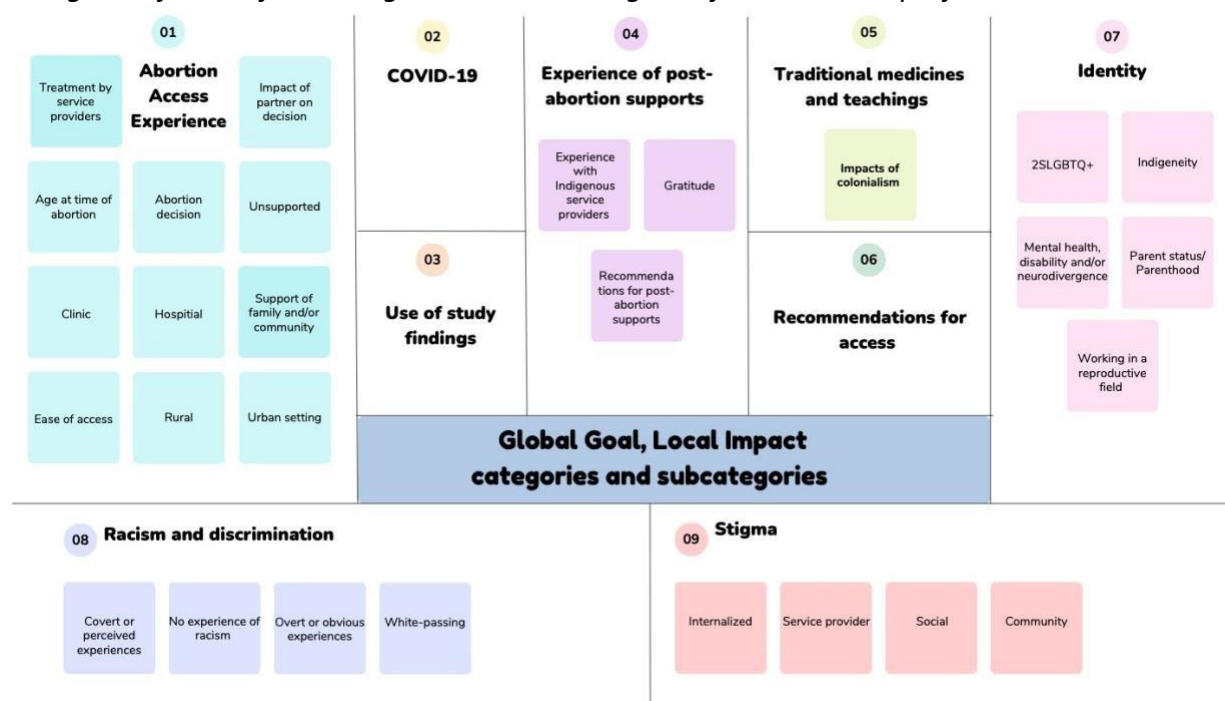 01
Abortion
Access
Experience
Treatment by
service
providers
Impact of
partner on
decision
Age at time of
abortion
Abortion
decision
Unsupported
Clinic
Hospitial
Support of
family and/or
community
Ease of access
Rural
Urban setting
02
COVID-19
03
Use of study
findings
04
Experience of post-
abortion supports
Experience
with
Indigenous
service
providers
Gratitude
Recommenda
tions for post-
abortion
supports
05
Traditional medicines
and teachings
Impacts of
colonialism
06
Recommendations for
access
07
Identity
2SLGBTQ+
Indigeneity
Mental health,
disability and/or
neurodivergence
Parent status/
Parenthood
Working in a
reproductive
field
Global Goal, Local Impact
categories and subcategories
08
Racism and discrimination
Covert or
perceived
experiences
No experience of
racism
Overt or obvious
experiences
White-passing
09
Stigma
Internalized
Service provider
Social
Community